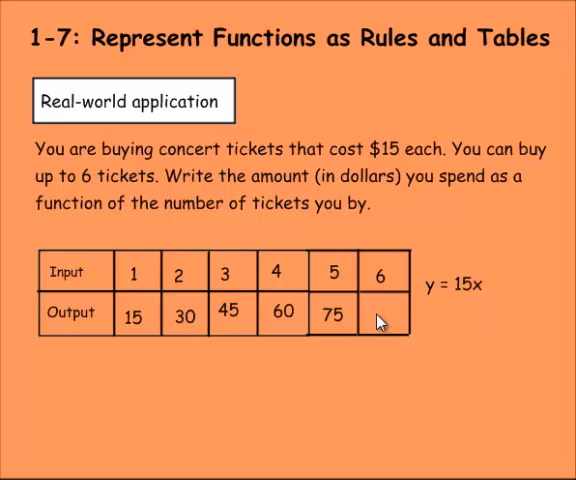 1-7: Represent Functions as Rules and Tables
Real-world application
You are buying concert tickets that cost $15 each. You can buy
up to 6 tickets. Write the amount (in dollars) you spend as a
function of the number of tickets you by.
Input 1 2 3 4 5 6
y = 15x
Output 15 30 45 60 75